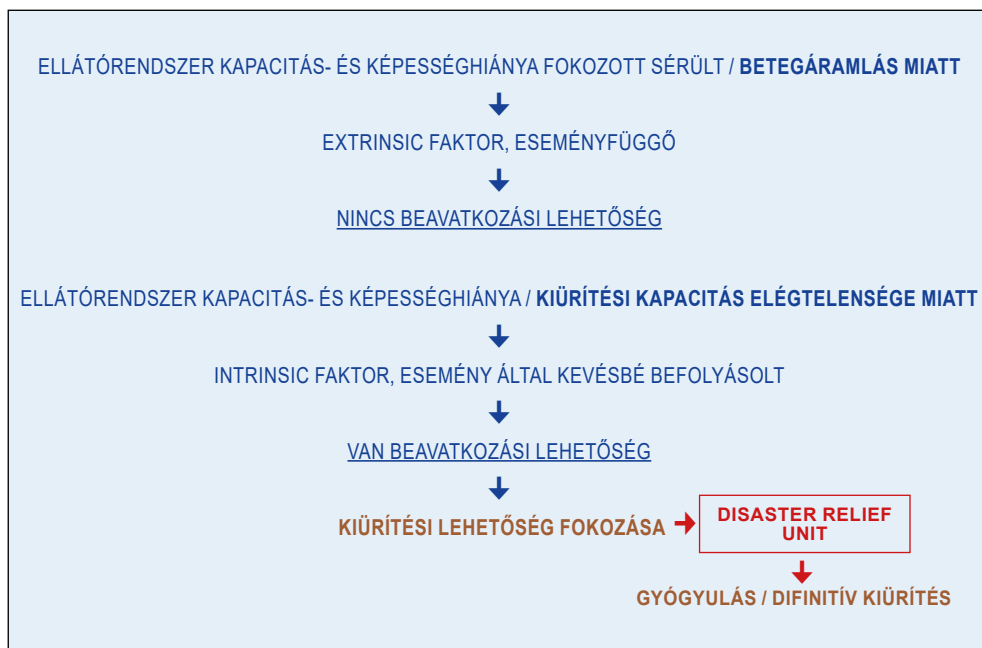 ELLÁTÓRENDSZER KAPACITÁS- ÉS KÉPESSÉGHIÁNYA FOKOZOTT SÉRÜLT / BETEGÁRAMLÁS MIATT
EXTRINSIC FAKTOR, ESEMÉNYFÜGGŐ
NINCS BEAVATKOZÁSI LEHETŐSÉG
ELLÁTÓRENDSZER KAPACITÁS- ÉS KÉPESSÉGHIÁNYA / KIÜRÍTÉSI KAPACITÁS ELÉGTELENSÉGE MIATT
INTRINSIC FAKTOR, ESEMÉNY ÁLTAL KEVÉSBÉ BEFOLYÁSOLT
VAN BEAVATKOZÁSI LEHETŐSÉG
KIÜRÍTÉSI LEHETŐSÉG FOKOZÁSA
DISASTER RELIEF
UNIT
GYÓGYULÁS / DIFINITÍV KIÜRÍTÉS